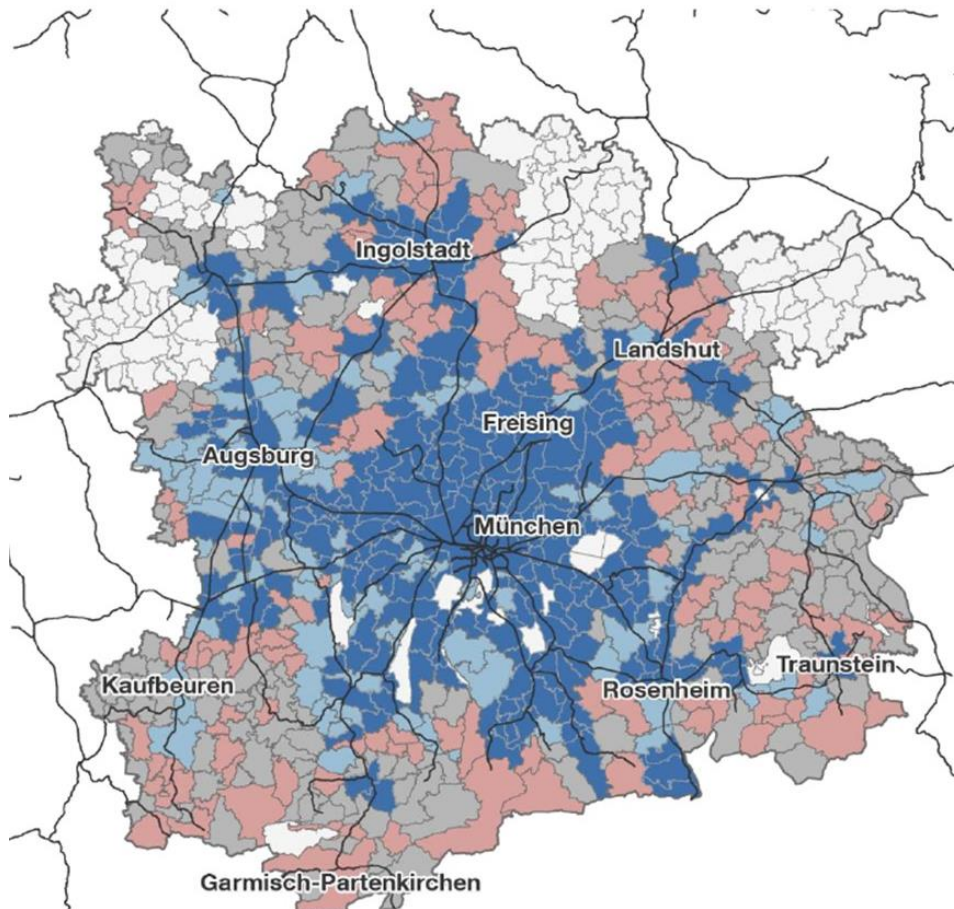 Ingolstadt
Landshut
Freising
Augsburg
München
Traunstein
Kaufbeuren
Rosenheim
Garmisch-Partenkirchen